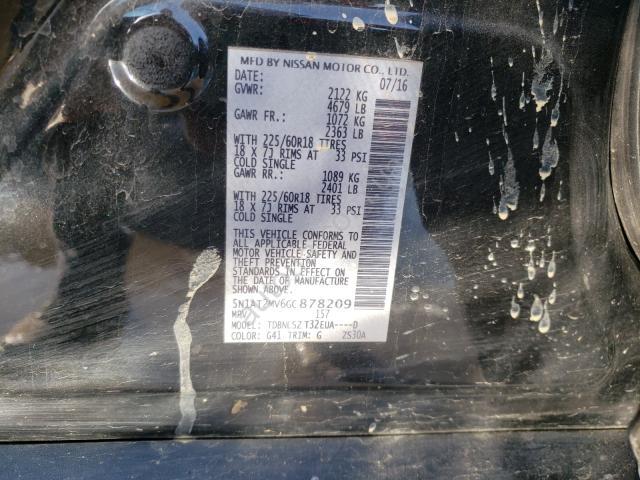 MFD BY NISSAN MOTOR CO., LTD.
DATE: 07/16
GVWR: 2122 KG
4679 LB
GAWR FR.: 1072 KG
2363 LB
WITH 225/60R18 TIRES
18 X 7J RIMS AT 33 PSI
COLD SINGLE
GAWR RR.: 1089 KG
2401 LB
WITH 225/60R18 TIRES
18 X 7J RIMS AT 33 PSI
COLD SINGLE
THIS VEHICLE CONFORMS TO
ALL APPLICABLE FEDERAL
MOTOR VEHICLE SAFETY AND
THEFT PREVENTION
STANDARDS IN EFFECT ON THE
DATE OF MANUFACTURE
SHOWN ABOVE.
5N1AT2MV6GC878209
MPV 157
COLOR: G41 TRIM: G 2S30A